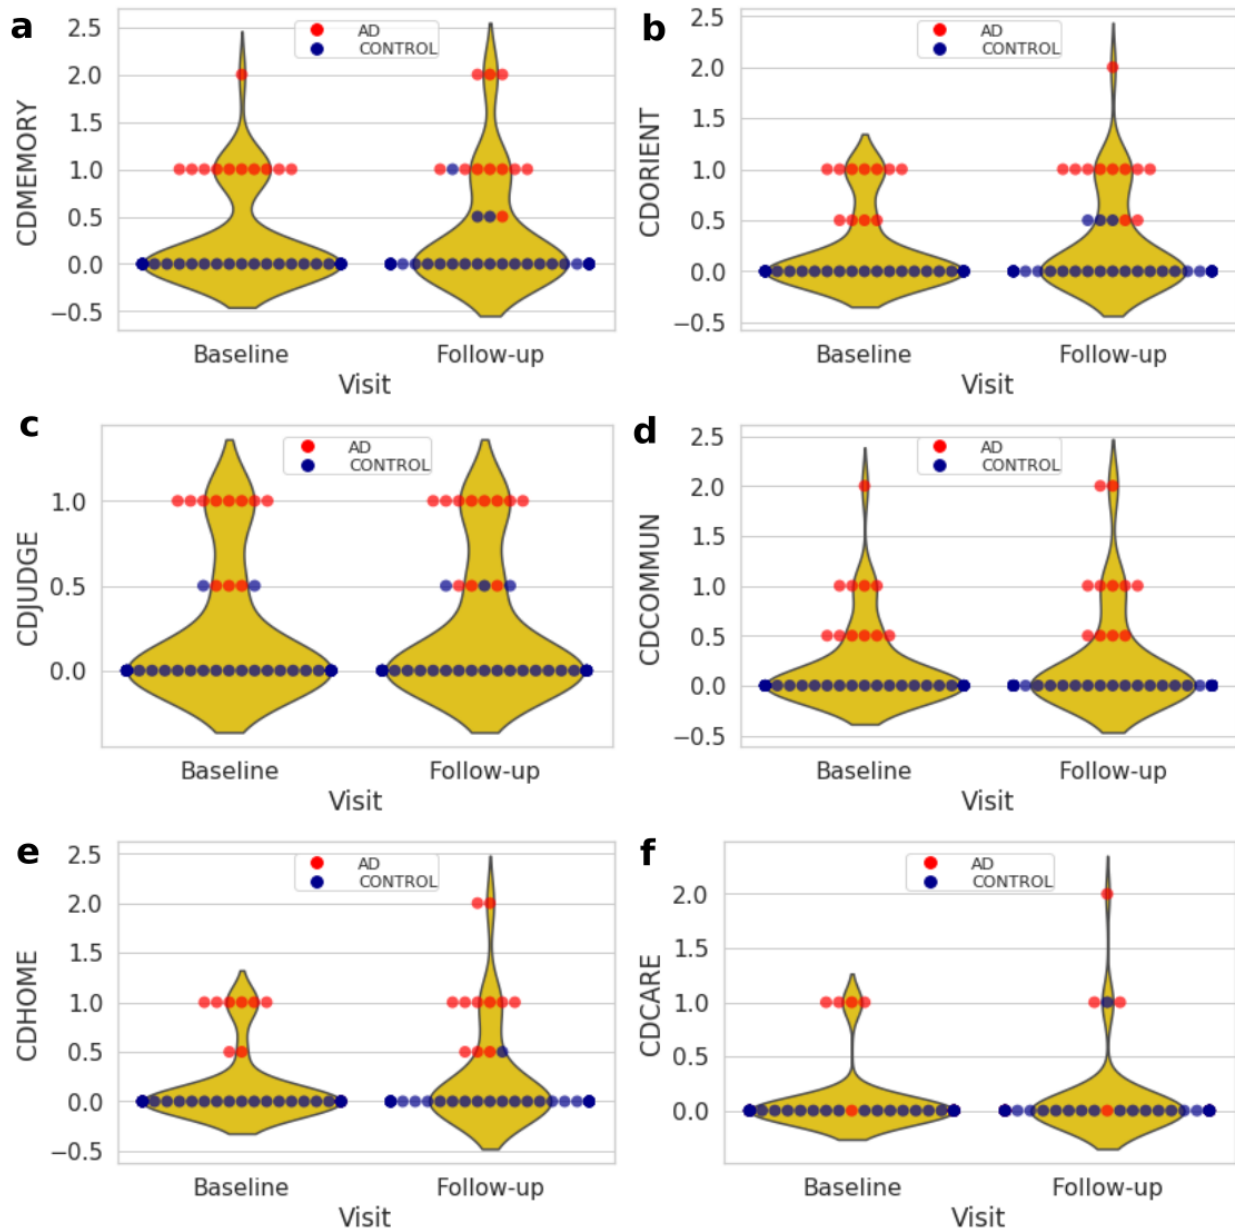 a
2.5
2.0
1.5
1.0
0.5
0.0
−0.5
CDMEMORY
AD
CONTROL
Baseline
Follow-up
Visit
b
2.5
2.0
1.5
1.0
0.5
0.0
−0.5
CDORIENT
AD
CONTROL
Baseline
Follow-up
Visit
c
1.0
0.5
0.0
CDJUDGE
AD
CONTROL
Baseline
Follow-up
Visit
d
2.5
2.0
1.5
1.0
0.5
0.0
−0.5
CDCOMMUN
AD
CONTROL
Baseline
Follow-up
Visit
e
2.5
2.0
1.5
1.0
0.5
0.0
−0.5
CDHOME
AD
CONTROL
Baseline
Follow-up
Visit
f
2.0
1.5
1.0
0.5
0.0
CDCARE
AD
CONTROL
Baseline
Follow-up
Visit